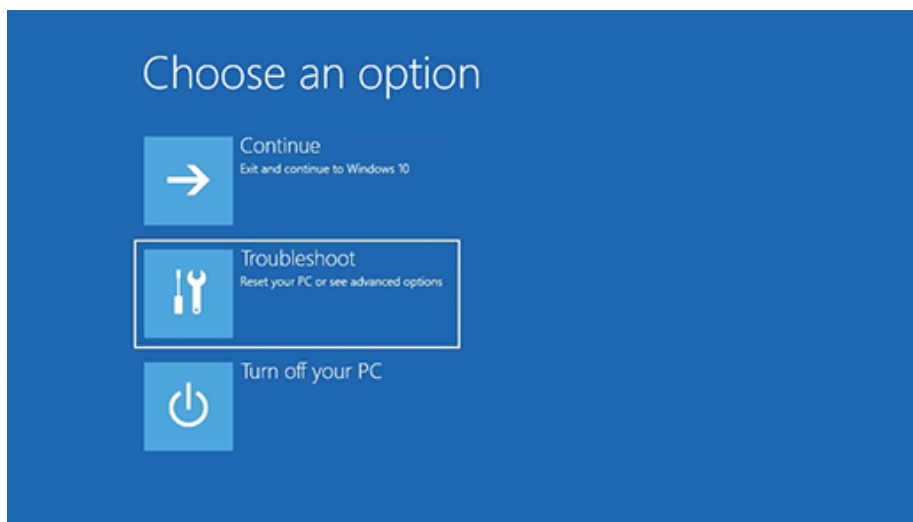 Choose an option
Continue
Exit and continue to Windows 10
Troubleshoot
Reset your PC or see advanced options
Turn off your PC